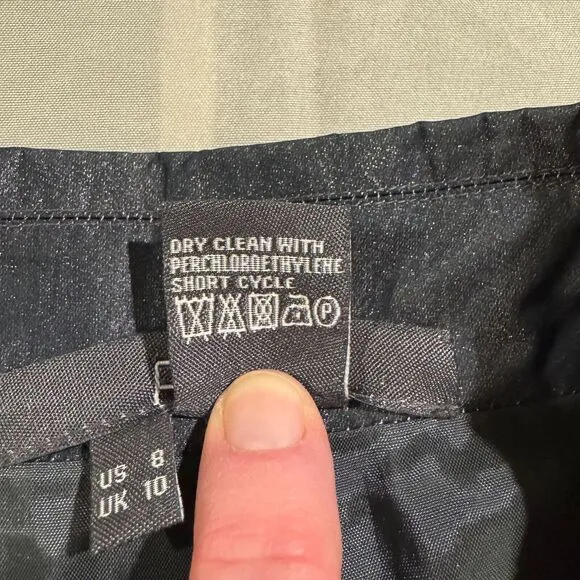 DRY CLEAN WITH
PERCHLOROETHYLENE
SHORT CYCLE
P
US 8
UK 10